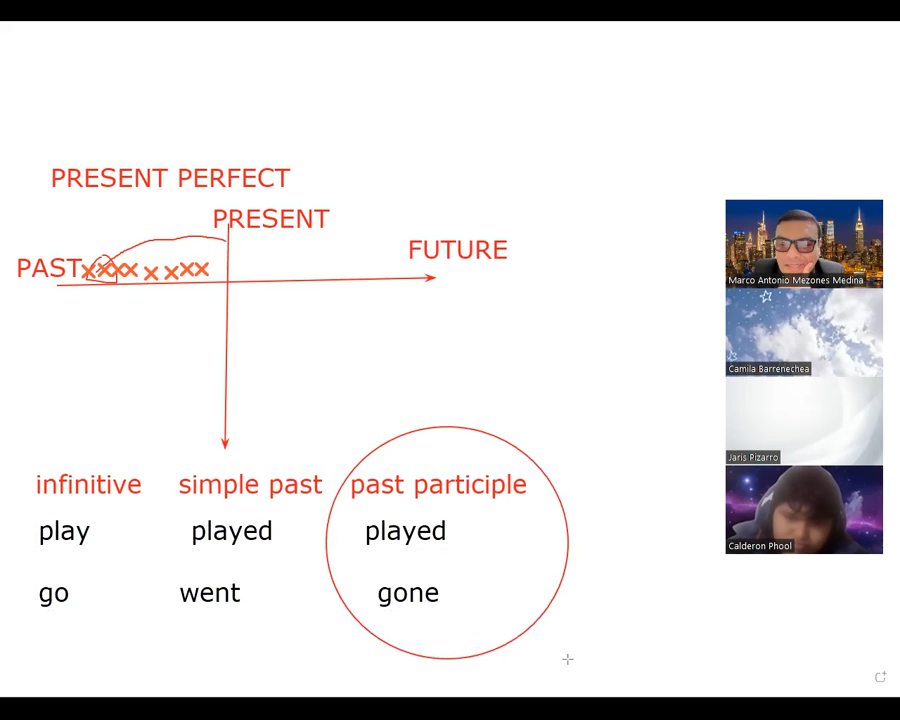 PRESENT PERFECT
PRESENT
FUTURE
PAST
infinitive simple past past participle
play played played
go went gone
Marco Antonio Mezones Medina
Camila Barrenechea
Jaris Pizarro
Calderon Phool